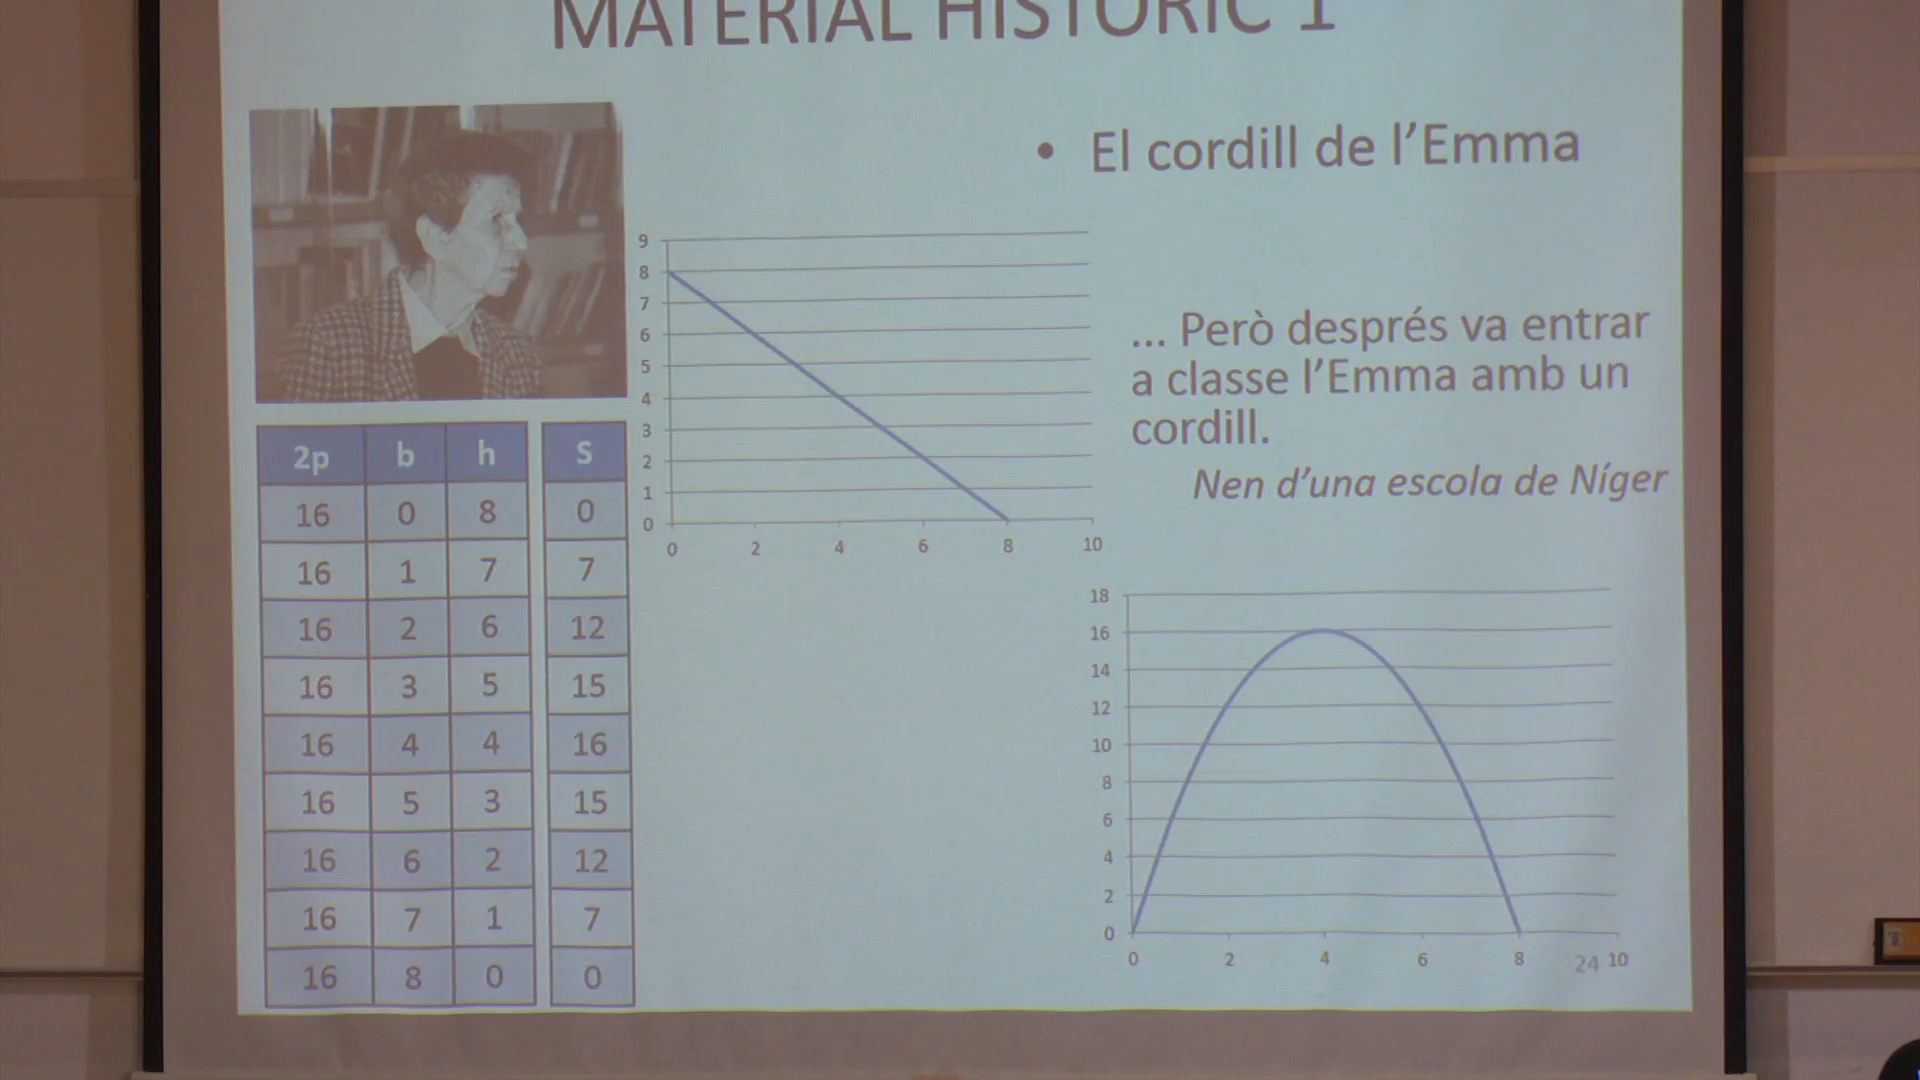 MATERIAL HISTÒRIC 1
• El cordill de l’Emma
9
8
7
6
5
4
3
2
1
0
0 2 4 6 8 10
... Però després va entrar
a classe l’Emma amb un
cordill.
Nen d’una escola de Níger
2p b h S
16 0 8 0
16 1 7 7
16 2 6 12
16 3 5 15
16 4 4 16
16 5 3 15
16 6 2 12
16 7 1 7
16 8 0 0
18
16
14
12
10
8
6
4
2
0
0 2 4 6 8 10
24